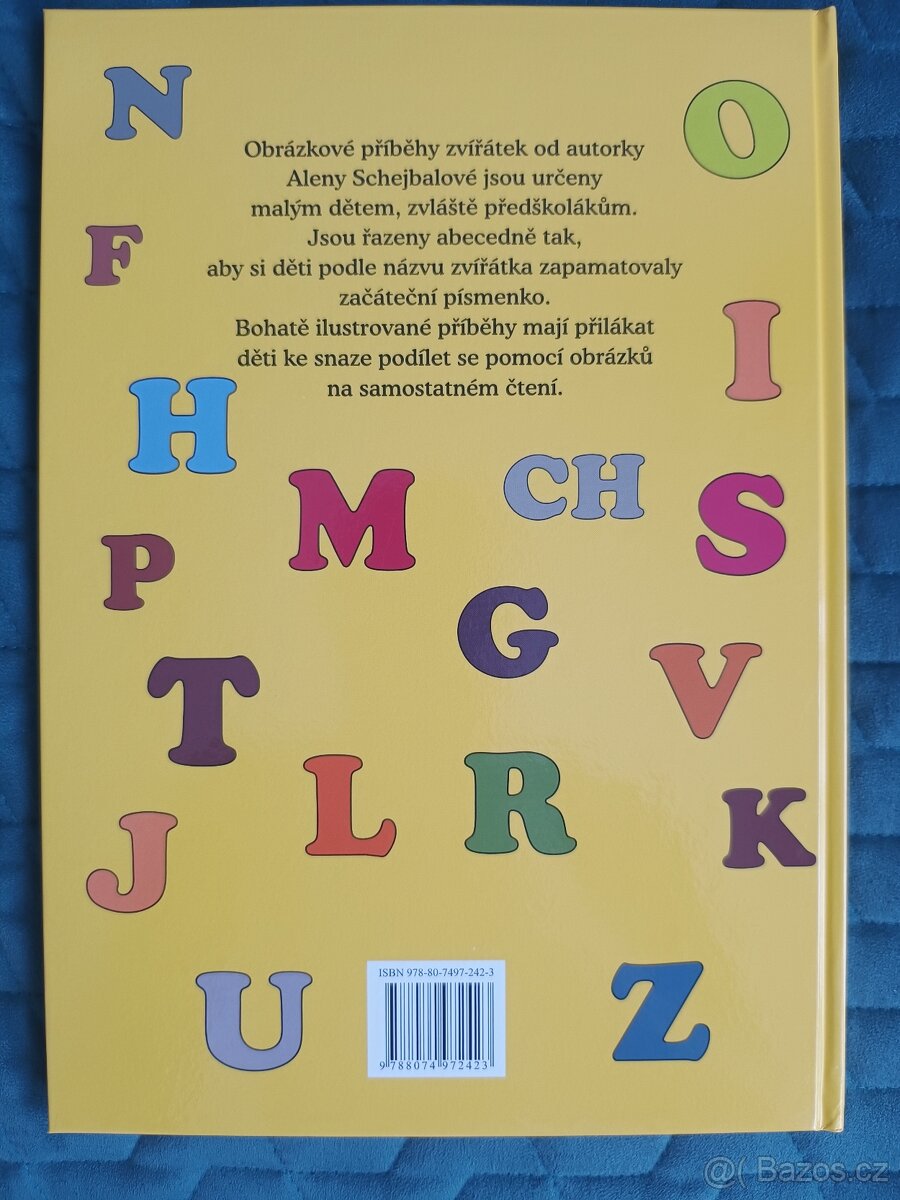 N
O
Obrázkové příběhy zvířátek od autorky
Aleny Schejbalové jsou určeny
malým dětem, zvláště předškolákům.
Jsou řazeny abecedně tak,
aby si děti podle názvu zvířátka zapamatovaly
začáteční písmenko.
Bohatě ilustrované příběhy mají přilákat
děti ke snaze podílet se pomocí obrázků
na samostatném čtení.
F
I
H
M
CH
S
P
G
T
V
L
R
K
J
U
ISBN 978-80-7497-242-3
9 788074 972423
Z
@( Bazos.cz